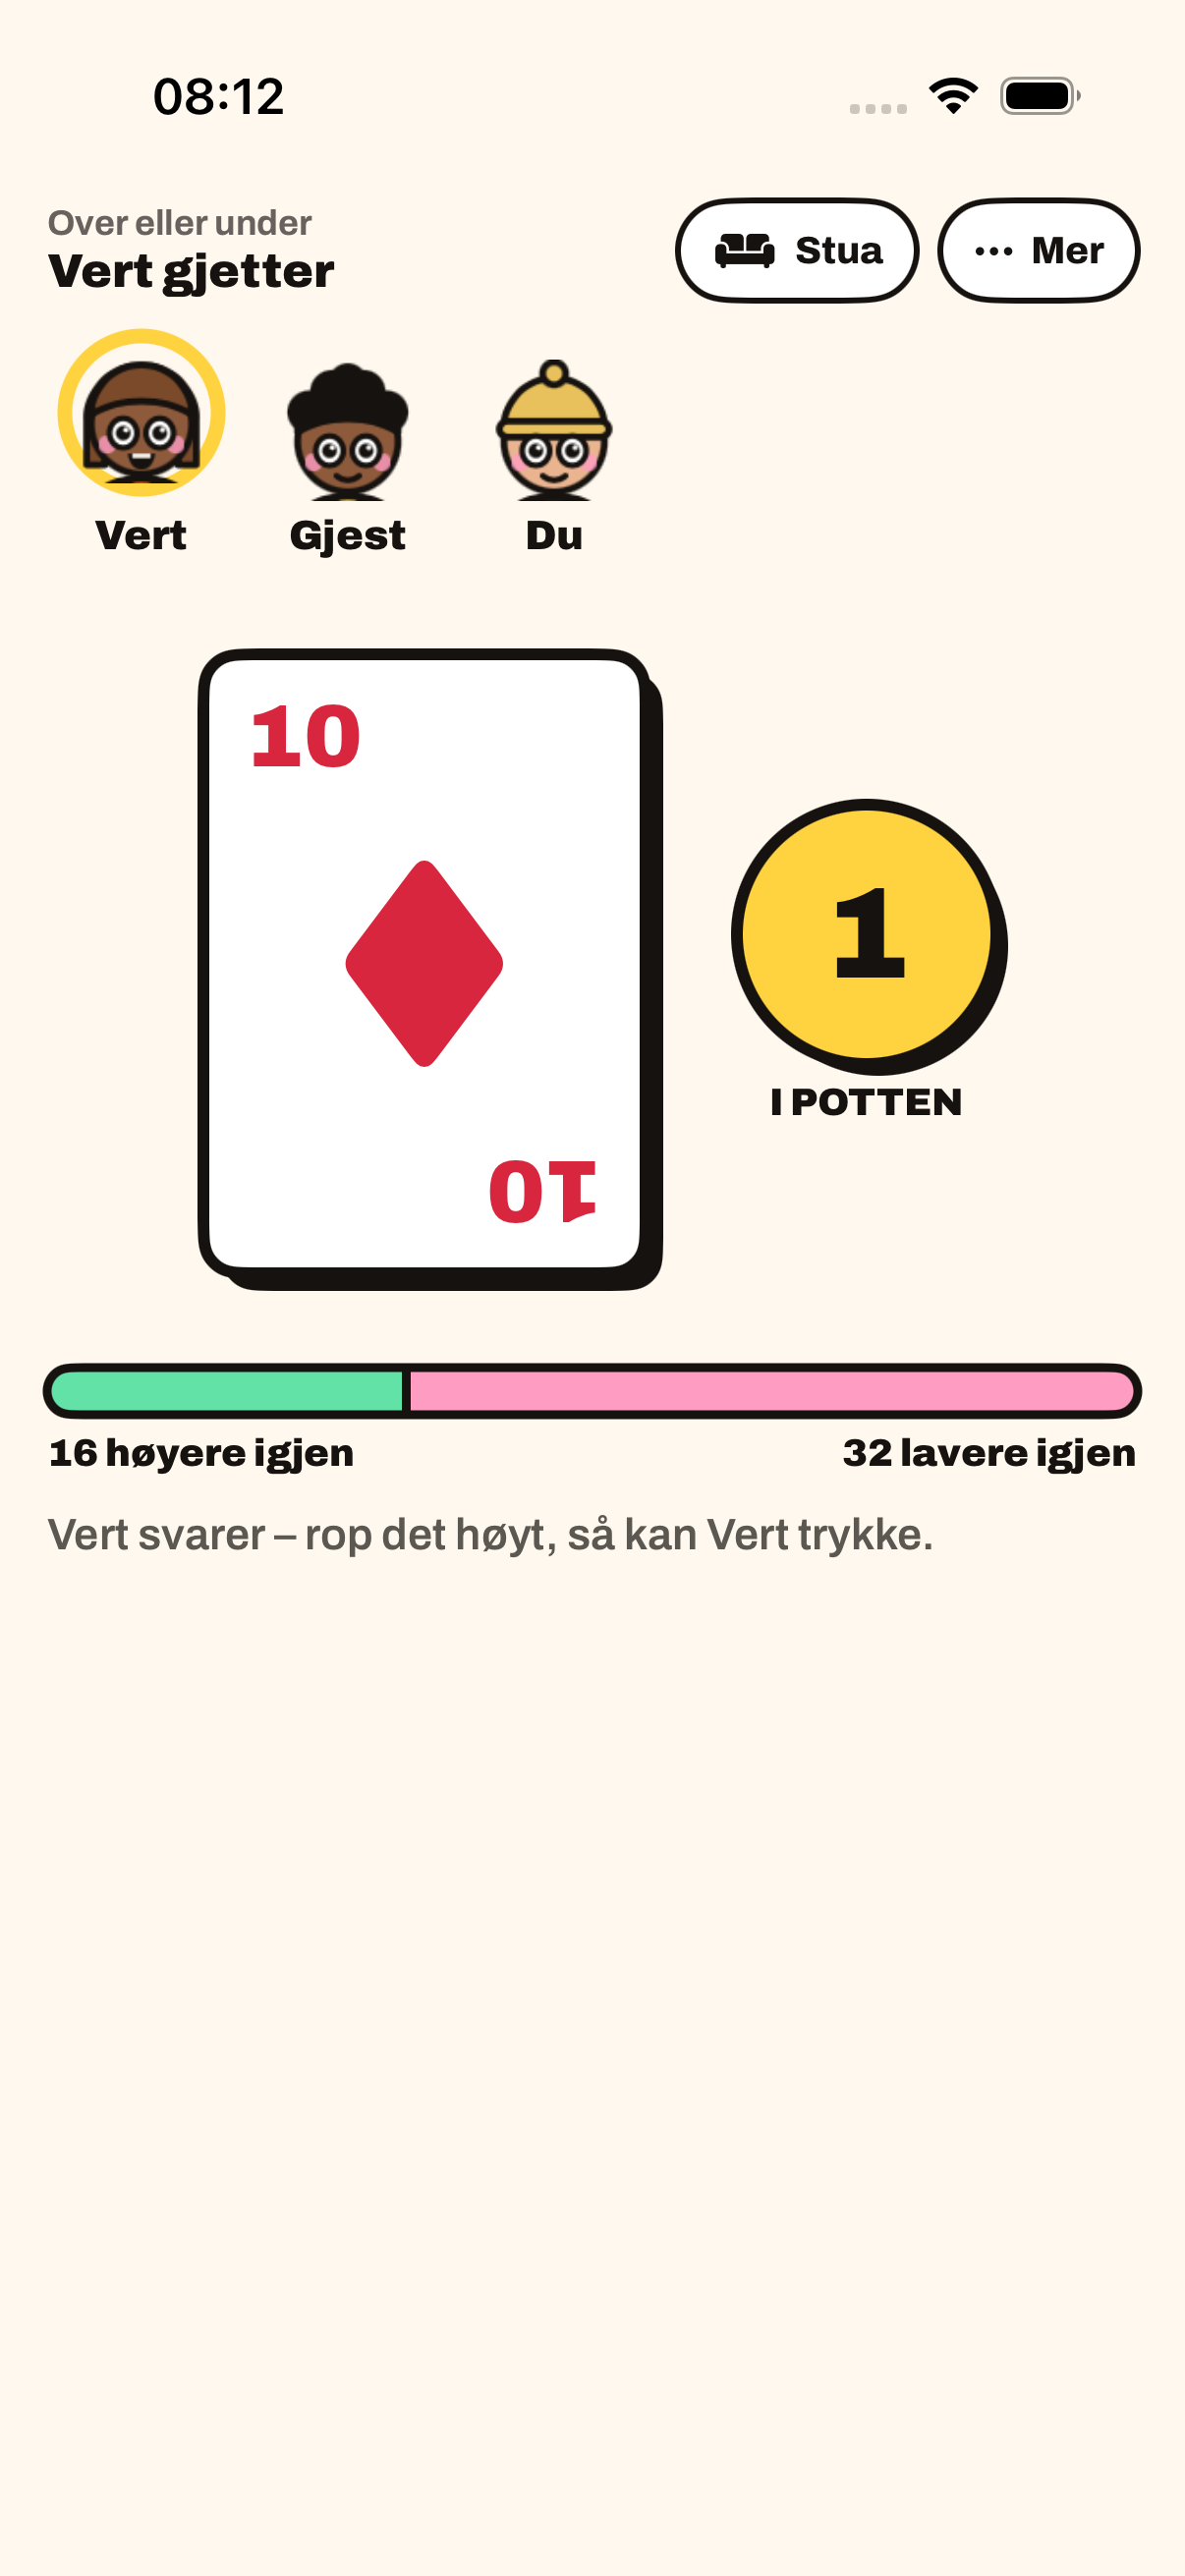 08:12
Over eller under
Vert gjetter
Stua
Mer
Vert
Gjest
Du
10
1
I POTTEN
10
16 høyere igjen
32 lavere igjen
Vert svarer – rop det høyt, så kan Vert trykke.